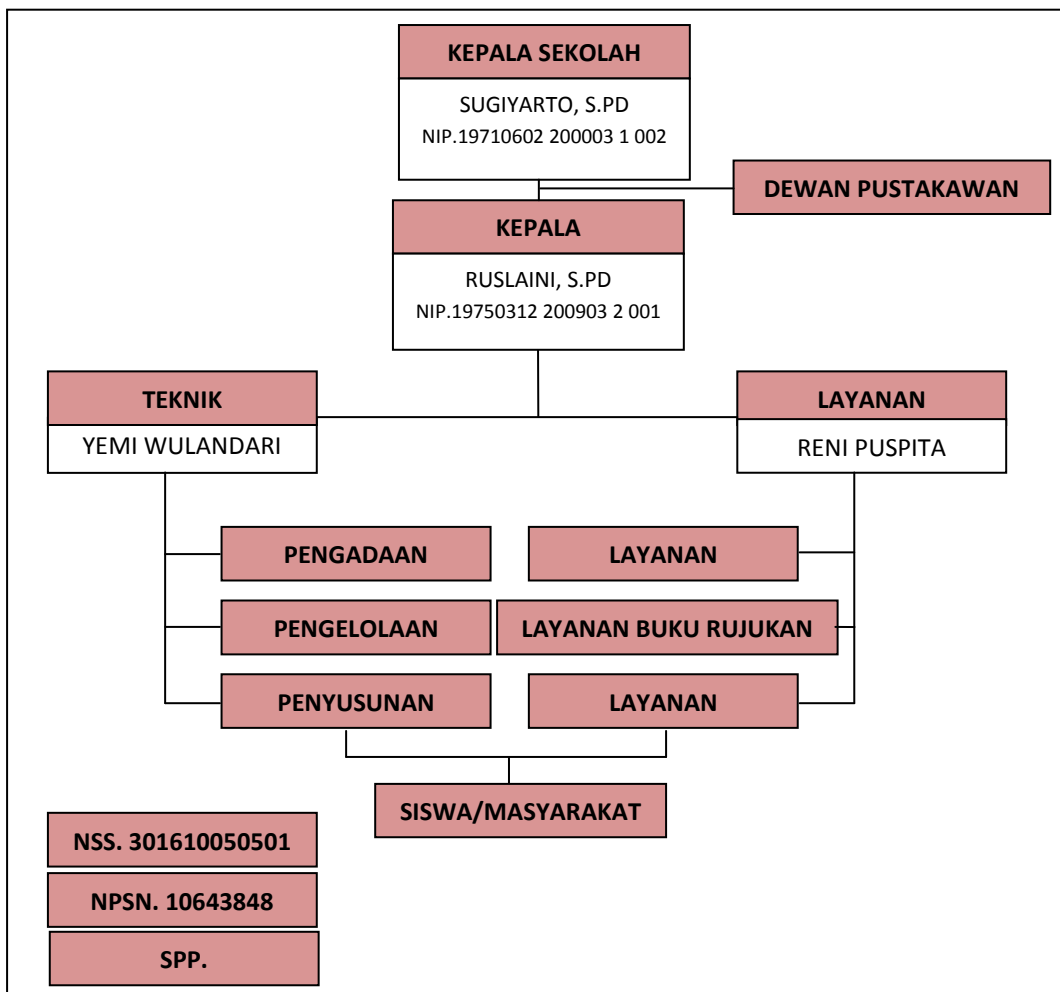 KEPALA SEKOLAH
SUGIYARTO, S.PD
NIP.19710602 200003 1 002
DEWAN PUSTAKAWAN
KEPALA
RUSLAINI, S.PD
NIP.19750312 200903 2 001
TEKNIK
YEMI WULANDARI
LAYANAN
RENI PUSPITA
PENGADAAN
LAYANAN
PENGELOLAAN
LAYANAN BUKU RUJUKAN
PENYUSUNAN
LAYANAN
SISWA/MASYARAKAT
NSS. 301610050501
NPSN. 10643848
SPP.